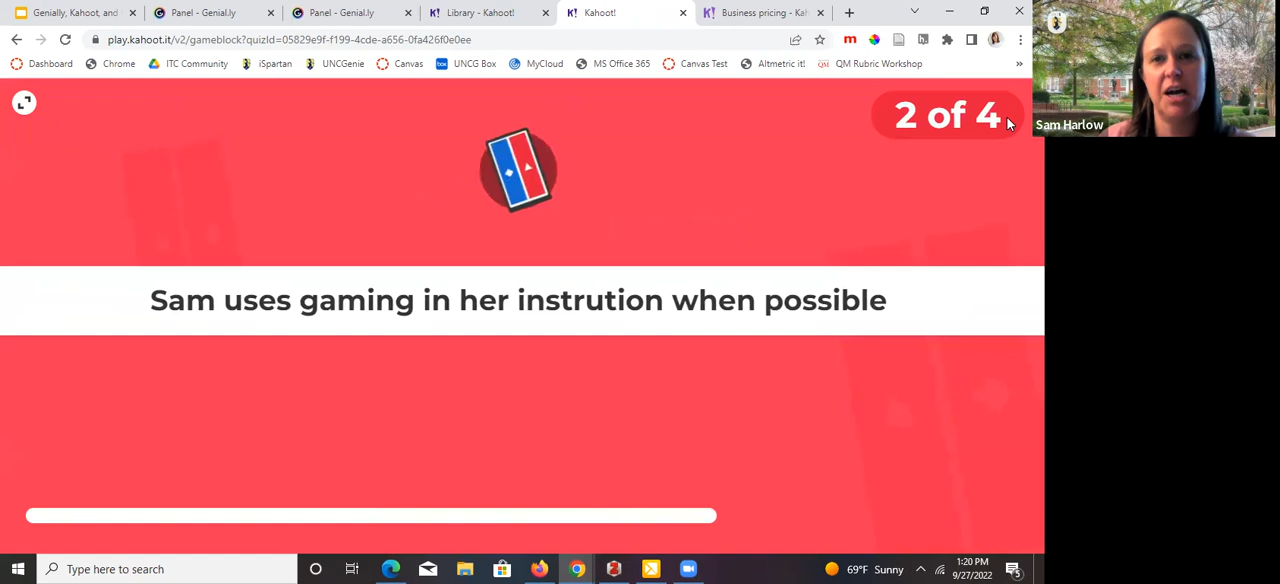 Genially, Kahoot, and
Panel - Genial.ly
Panel - Genial.ly
K! Library - Kahoot!
K! Kahoot!
K! Business pricing - Kah
play.kahoot.it/v2/gameblock?quizId=05829e9f-f199-4cde-a656-0fa426f0e0ee
Dashboard
Chrome
ITC Community
iSpartan
UNCGenie
Canvas
box UNCG Box
MyCloud
MS Office 365
Canvas Test
Altmetric it!
QM QM Rubric Workshop
»
2 of 4
Sam Harlow
Sam uses gaming in her instrution when possible
Type here to search
69°F Sunny
1:20 PM
9/27/2022
5